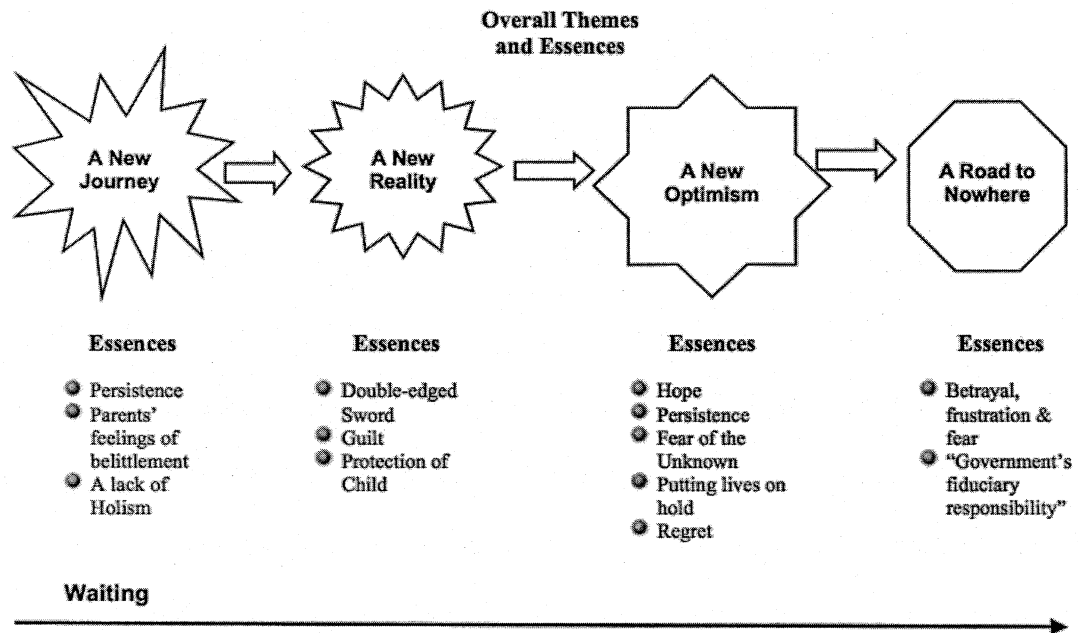 Overall Themes
and Essences
A New
Journey
A New
Reality
A New
Optimism
A Road to
Nowhere
Essences
Persistence
Parents'
feelings of
belittlement
A lack of
Holism
Essences
Double-edged
Sword
Guilt
Protection of
Child
Essences
Hope
Persistence
Fear of the
Unknown
Putting lives on
hold
Regret
Essences
Betrayal,
frustration &
fear
"Government's
fiduciary
responsibility"
Waiting